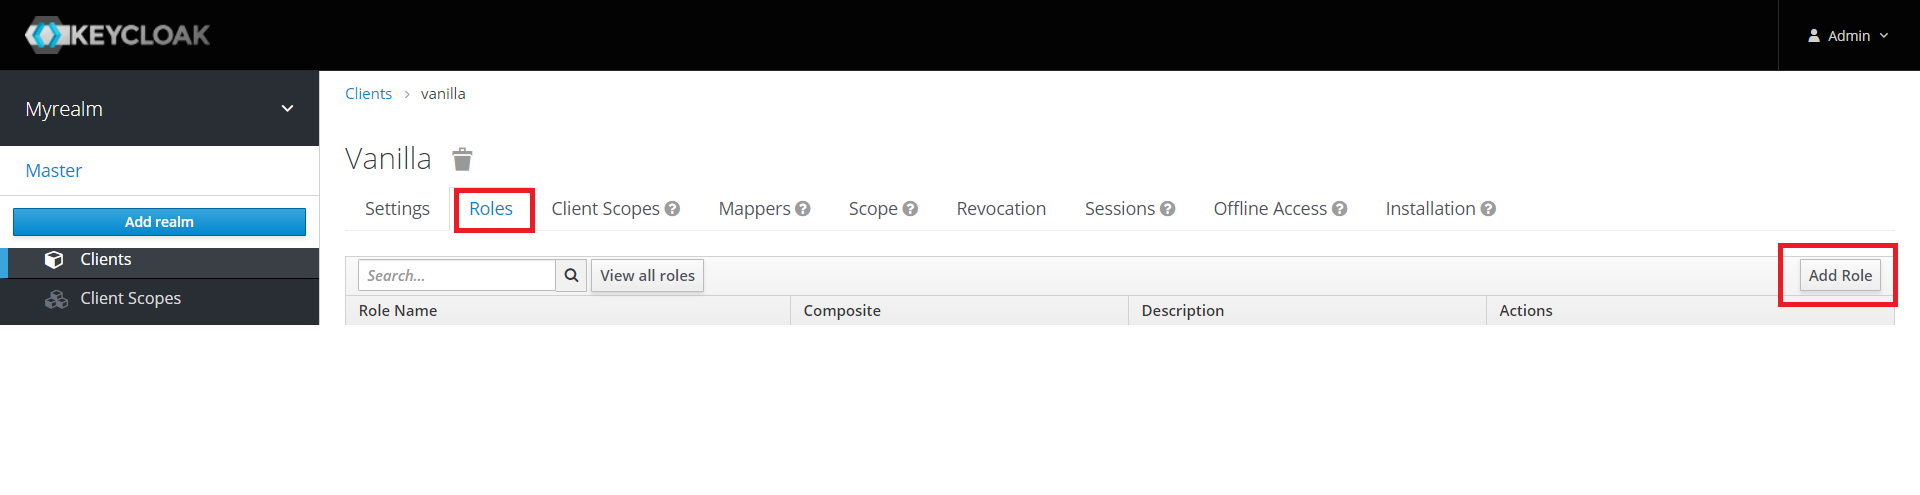 KEYCLOAK
Admin
Myrealm
Master
Add realm
Clients
Client Scopes
Clients > vanilla
Vanilla
Settings Roles Client Scopes ? Mappers ? Scope ? Revocation Sessions ? Offline Access ? Installation ?
Search... View all roles Add Role
Role Name Composite Description Actions